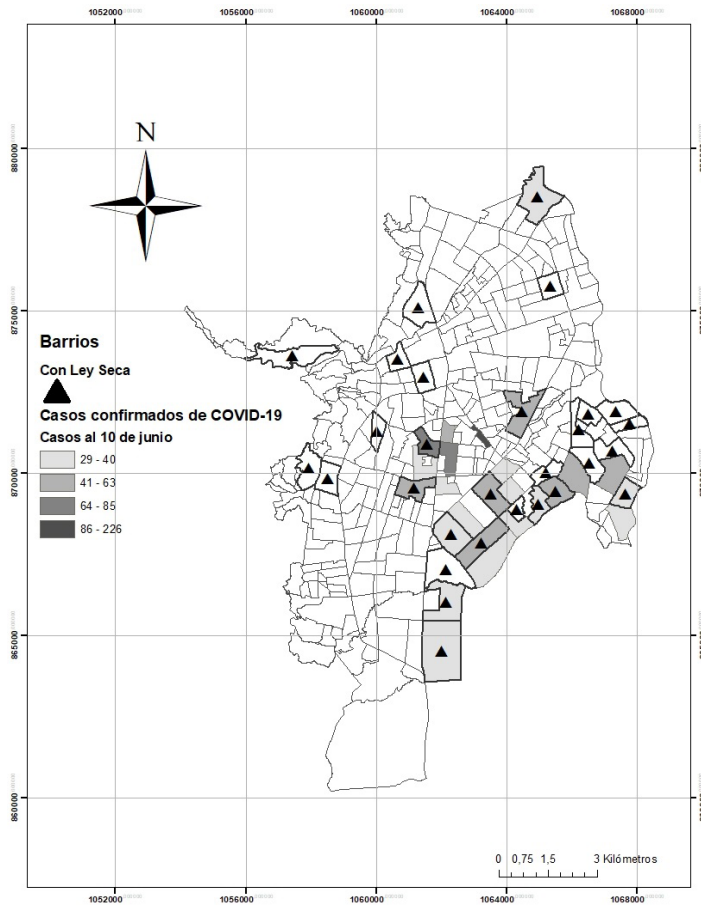 1052000 1056000 1060000 1064000 1068000
N
880000
875000
870000
865000
860000
Barrios
Con Ley Seca
Casos confirmados de COVID-19
Casos al 10 de junio
29 - 40
41 - 63
64 - 85
86 - 226
0 0,75 1,5 3 Kilómetros
1052000 1056000 1060000 1064000 1068000